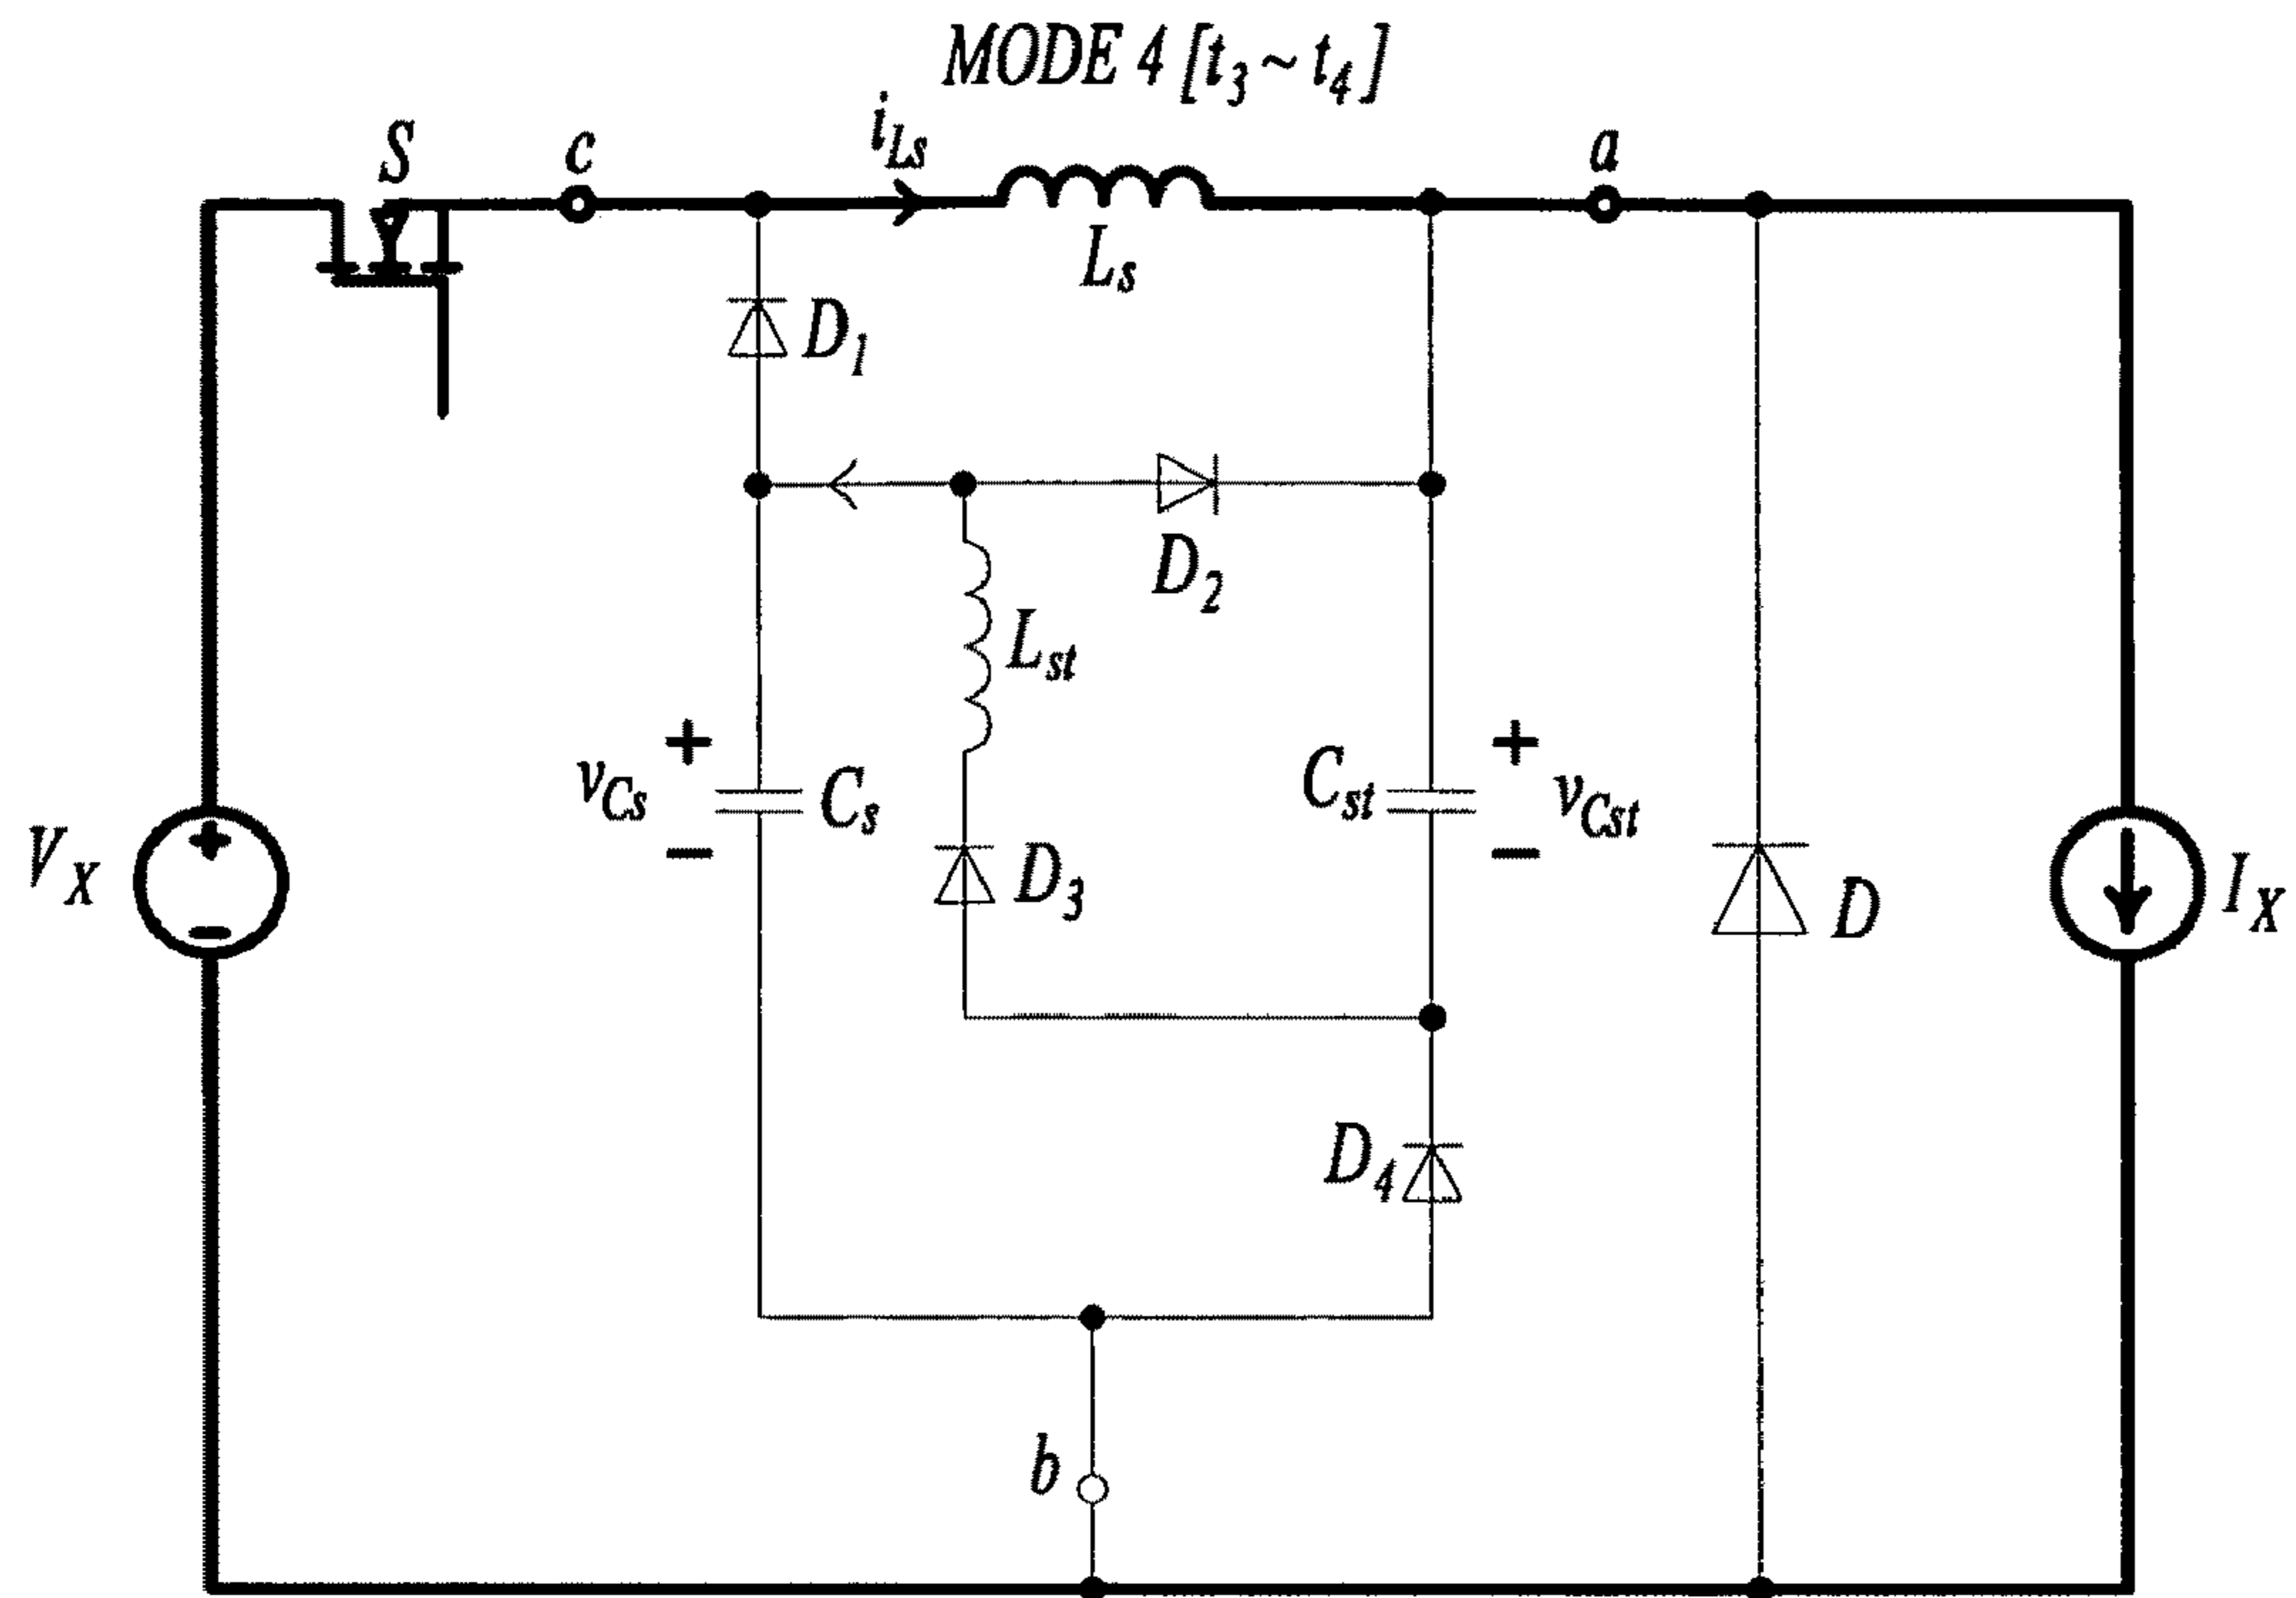 MODE 4 [t3 ~ t4]
S
c
iLs
a
Ls
D1
D2
Lst
+
+
vCs
Cs
Cst
vCst
−
−
VX
+
−
D3
D
IX
D4
b